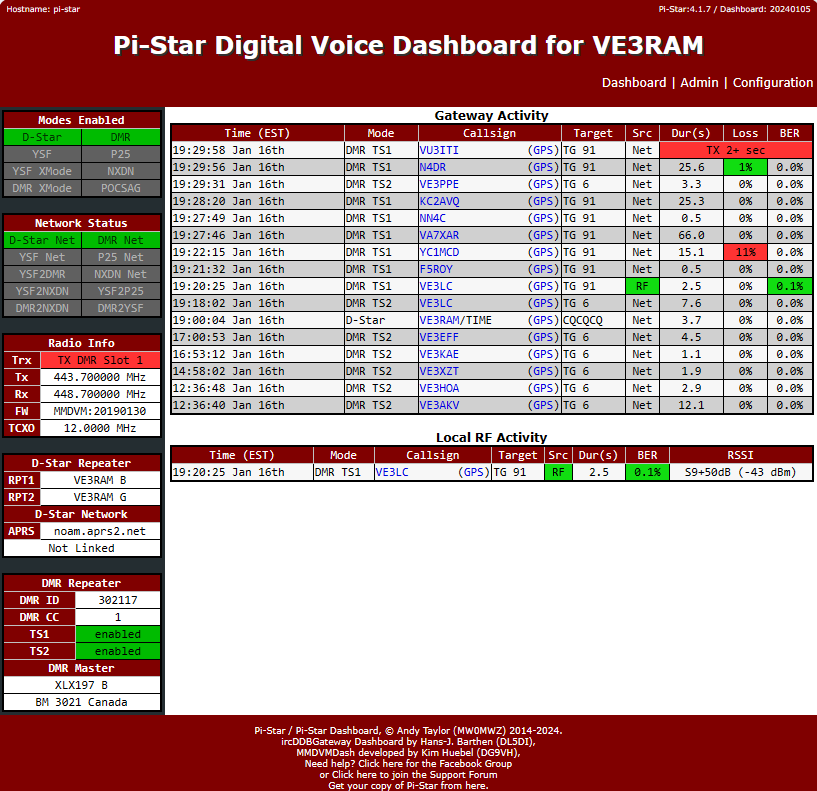 Hostname: pi-star
Pi-Star:4.1.7 / Dashboard: 20240105
Pi-Star Digital Voice Dashboard for VE3RAM
Dashboard | Admin | Configuration
Modes Enabled
D-Star DMR
YSF P25
YSF XMode NXDN
DMR XMode POCSAG
Network Status
D-Star Net DMR Net
YSF Net P25 Net
YSF2DMR NXDN Net
YSF2NXDN YSF2P25
DMR2NXDN DMR2YSF
Radio Info
Trx TX DMR Slot 1
Tx 443.700000 MHz
Rx 448.700000 MHz
FW MMDVM:20190130
TCXO 12.0000 MHz
D-Star Repeater
RPT1 VE3RAM B
RPT2 VE3RAM G
D-Star Network
APRS noam.aprs2.net
Not Linked
DMR Repeater
DMR ID 302117
DMR CC 1
TS1 enabled
TS2 enabled
DMR Master
XLX197 B
BM 3021 Canada
Gateway Activity
Time (EST) Mode Callsign Target Src Dur(s) Loss BER
19:29:58 Jan 16th DMR TS1 VU3ITI (GPS) TG 91 Net TX 2+ sec
19:29:56 Jan 16th DMR TS1 N4DR (GPS) TG 91 Net 25.6 1% 0.0%
19:29:31 Jan 16th DMR TS2 VE3PPE (GPS) TG 6 Net 3.3 0% 0.0%
19:28:20 Jan 16th DMR TS1 KC2AVQ (GPS) TG 91 Net 25.3 0% 0.0%
19:27:49 Jan 16th DMR TS1 NN4C (GPS) TG 91 Net 0.5 0% 0.0%
19:27:46 Jan 16th DMR TS1 VA7XAR (GPS) TG 91 Net 66.0 0% 0.0%
19:22:15 Jan 16th DMR TS1 YC1MCD (GPS) TG 91 Net 15.1 11% 0.0%
19:21:32 Jan 16th DMR TS1 F5ROY (GPS) TG 91 Net 0.5 0% 0.0%
19:20:25 Jan 16th DMR TS1 VE3LC (GPS) TG 91 RF 2.5 0% 0.1%
19:18:02 Jan 16th DMR TS2 VE3LC (GPS) TG 6 Net 7.6 0% 0.0%
19:00:04 Jan 16th D-Star VE3RAM/TIME (GPS) CQCQCQ Net 3.7 0% 0.0%
17:00:53 Jan 16th DMR TS2 VE3EFF (GPS) TG 6 Net 4.5 0% 0.0%
16:53:12 Jan 16th DMR TS2 VE3KAE (GPS) TG 6 Net 1.1 0% 0.0%
14:58:02 Jan 16th DMR TS2 VE3XZT (GPS) TG 6 Net 1.9 0% 0.0%
12:36:48 Jan 16th DMR TS2 VE3HOA (GPS) TG 6 Net 2.9 0% 0.0%
12:36:40 Jan 16th DMR TS2 VE3AKV (GPS) TG 6 Net 12.1 0% 0.0%
Local RF Activity
Time (EST) Mode Callsign Target Src Dur(s) BER RSSI
19:20:25 Jan 16th DMR TS1 VE3LC (GPS) TG 91 RF 2.5 0.1% S9+50dB (-43 dBm)
Pi-Star / Pi-Star Dashboard, © Andy Taylor (MW0MWZ) 2014-2024.
ircDDBGateway Dashboard by Hans-J. Barthen (DL5DI),
MMDVMDash developed by Kim Huebel (DG9VH),
Need help? Click here for the Facebook Group
or Click here to join the Support Forum
Get your copy of Pi-Star from here.